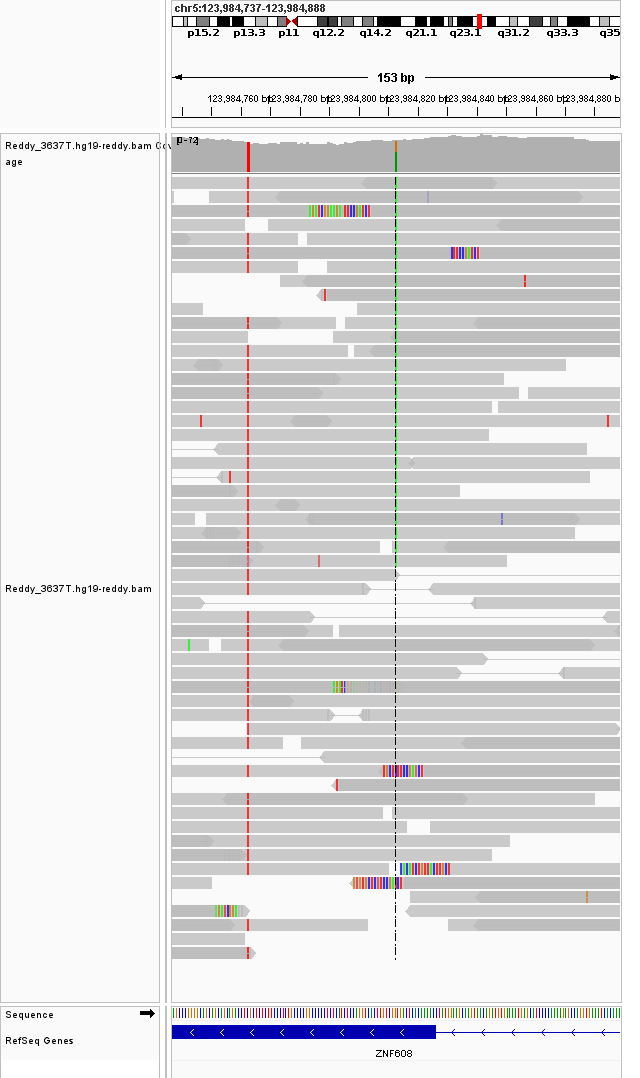 chr5:123,984,737-123,984,888
p15.2 p13.3 p11 q12.2 q14.2 q21.1 q23.1 q31.2 q33.3 q35
153 bp
123,984,760 bp 123,984,780 bp 123,984,800 bp 123,984,820 bp 123,984,840 bp 123,984,860 bp 123,984,880 b
Reddy_3637T.hg19-reddy.bam Cov
age
[0-72]
Reddy_3637T.hg19-reddy.bam
Sequence
RefSeq Genes
ZNF608